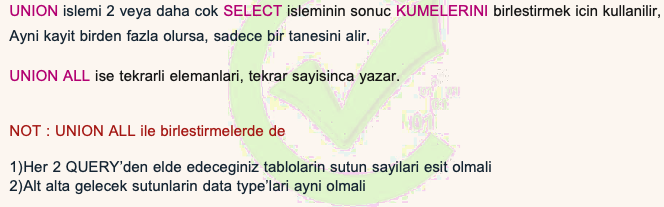 UNION islemi 2 veya daha cok SELECT isleminin sonuc KUMELERINI birlestirmek icin kullanilir,
Ayni kayit birden fazla olursa, sadece bir tanesini alir.
UNION ALL ise tekrarli elemanlari, tekrar sayisinca yazar.
NOT : UNION ALL ile birlestirmelerde de
1)Her 2 QUERY’den elde edeceginiz tablolarin sutun sayilari esit olmali
2)Alt alta gelecek sutunlarin data type’lari ayni olmali